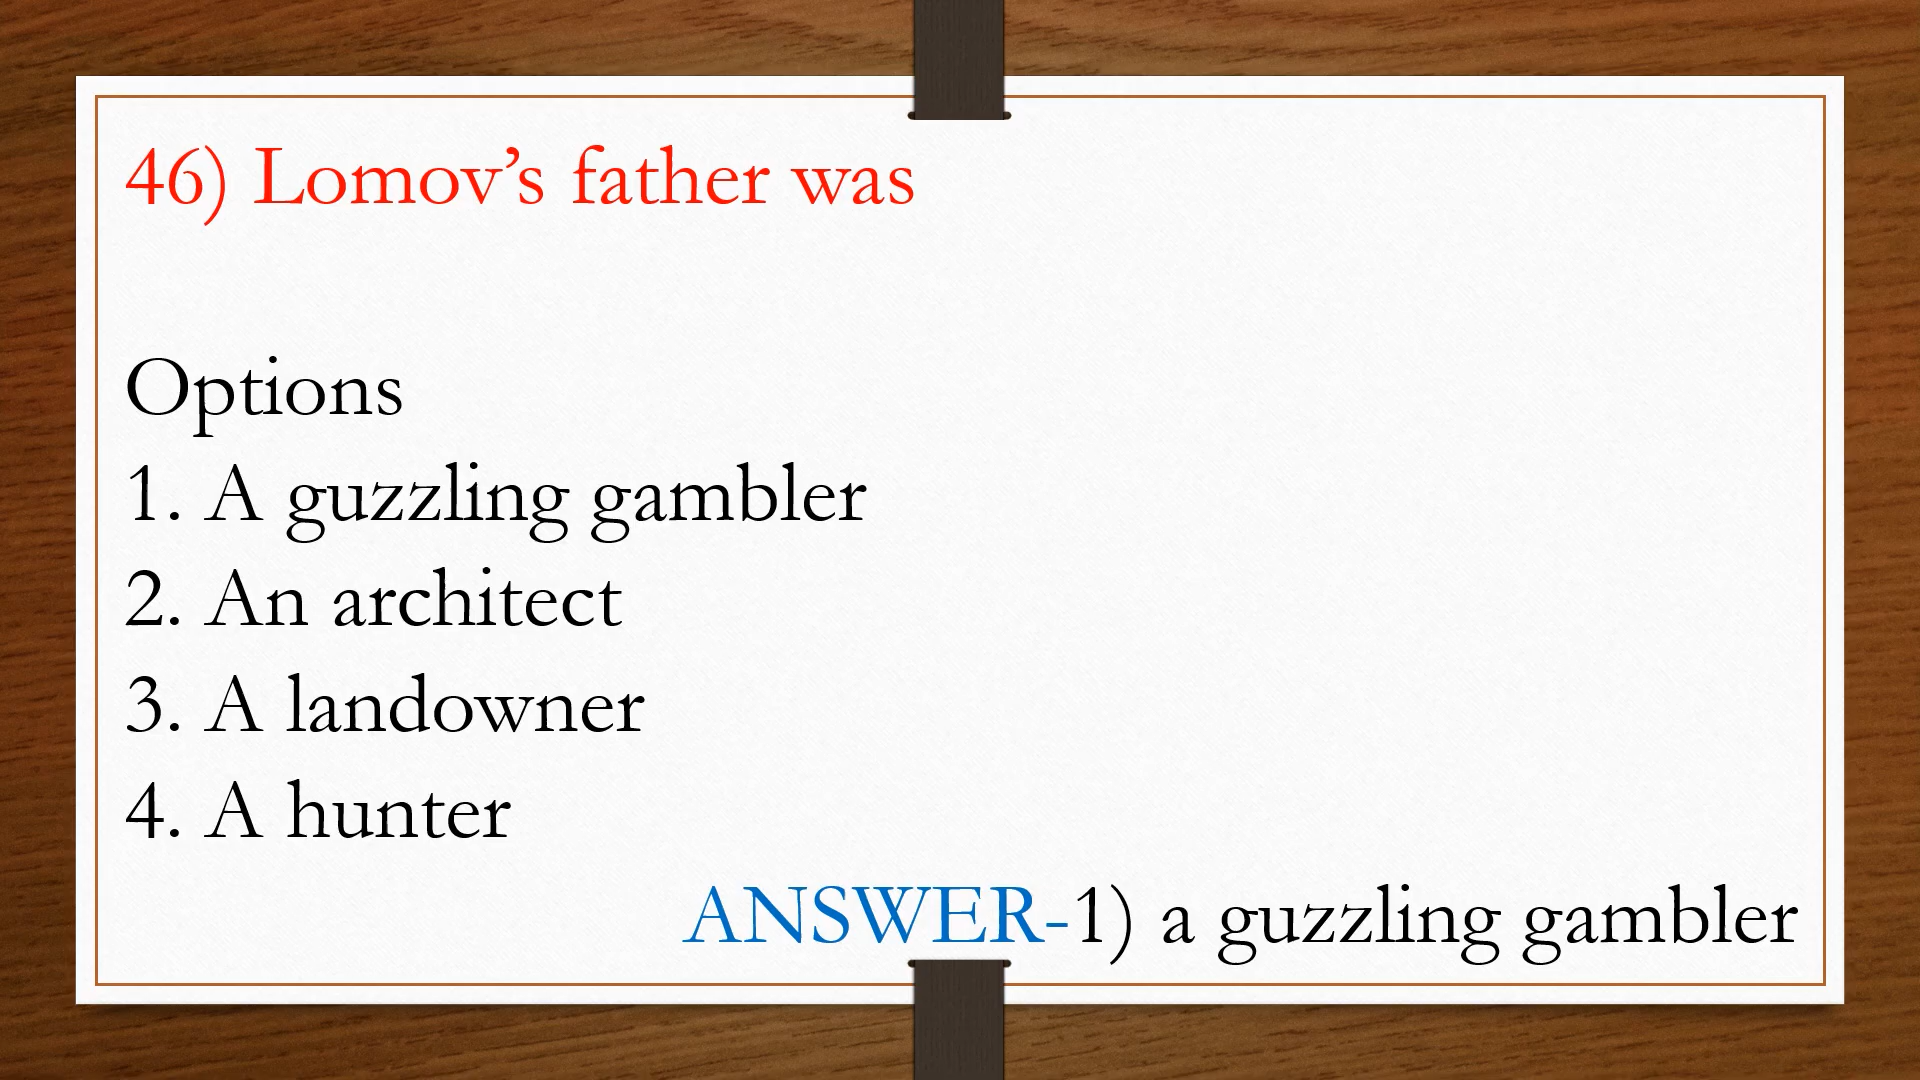 46) Lomov’s father was
Options
1. A guzzling gambler
2. An architect
3. A landowner
4. A hunter
ANSWER-1) a guzzling gambler